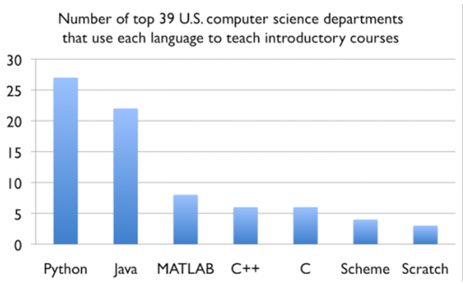 Number of top 39 U.S. computer science departments
that use each language to teach introductory courses
30
25
20
15
10
5
0
Python Java MATLAB C++ C Scheme Scratch